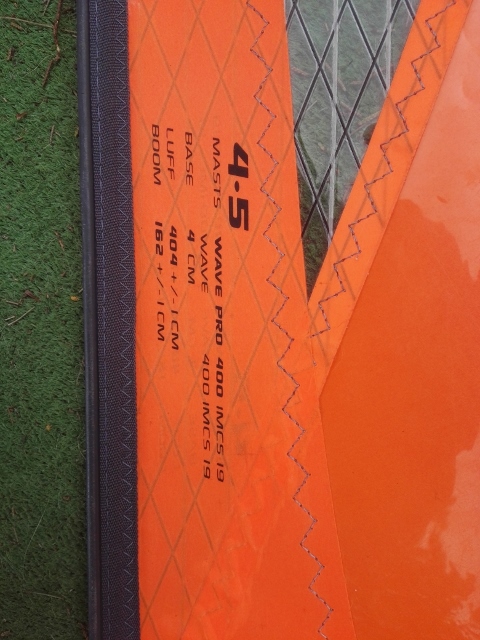 4.5
MASTS WAVE PRO 400 IMCS 19
WAVE 400 IMCS 19
BASE 4 CM
LUFF 404 +/- 1 CM
BOOM 162 +/- 1 CM